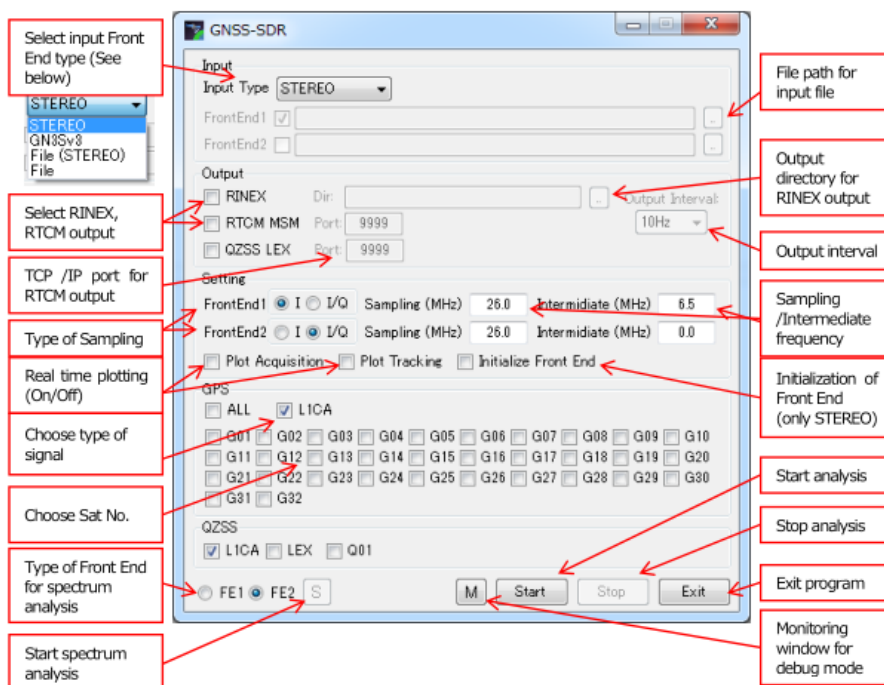 Select input Front
End type (See
below)
STEREO
STEREO
GN3Sv3
File (STEREO)
File
Select RINEX,
RTCM output
TCP /IP port for
RTCM output
Type of Sampling
Real time plotting
(On/Off)
Choose type of
signal
Choose Sat No.
Type of Front End
for spectrum
analysis
Start spectrum
analysis
GNSS-SDR
Input
Input Type STEREO
FrontEnd1 ..
FrontEnd2 ..
Output
RINEX Dir: .. Output Interval:
RTCM MSM Port: 9999 10Hz
QZSS LEX Port: 9999
Setting
FrontEnd1 I I/Q Sampling (MHz) 26.0 Intermidiate (MHz) 6.5
FrontEnd2 I I/Q Sampling (MHz) 26.0 Intermidiate (MHz) 0.0
Plot Acquisition Plot Tracking Initialize Front End
GPS
ALL L1CA
G01 G02 G03 G04 G05 G06 G07 G08 G09 G10
G11 G12 G13 G14 G15 G16 G17 G18 G19 G20
G21 G22 G23 G24 G25 G26 G27 G28 G29 G30
G31 G32
QZSS
L1CA LEX Q01
FE1 FE2 S M Start Stop Exit
File path for
input file
Output
directory for
RINEX output
Output interval
Sampling
/Intermediate
frequency
Initialization of
Front End
(only STEREO)
Start analysis
Stop analysis
Exit program
Monitoring
window for
debug mode